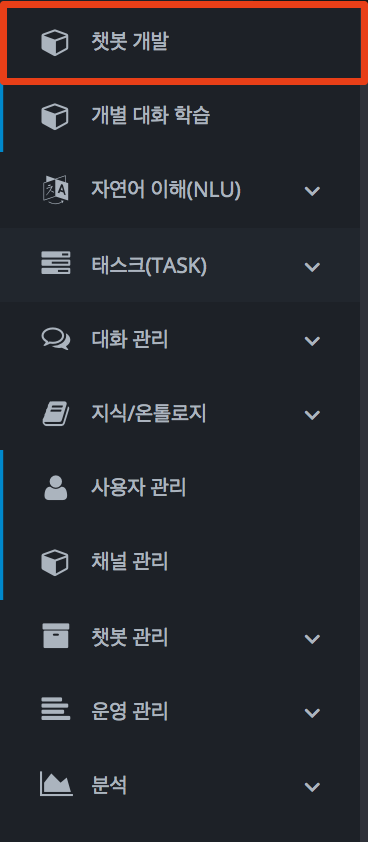 챗봇 개발
개별 대화 학습
자연어 이해(NLU)
태스크(TASK)
대화 관리
지식/온톨로지
사용자 관리
채널 관리
챗봇 관리
운영 관리
분석